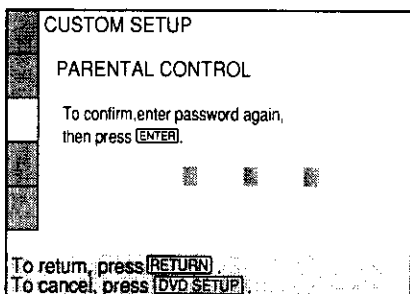 CUSTOM SETUP
PARENTAL CONTROL
To confirm,enter password again,
then press ENTER.
To return, press RETURN.
To cancel, press DVD SETUP.